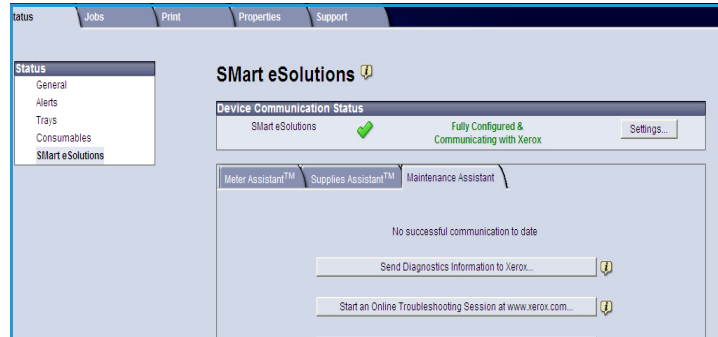 tatus Jobs Print Properties Support
Status
General
Alerts
Trays
Consumables
SMart eSolutions
SMart eSolutions
Device Communication Status
SMart eSolutions
Fully Configured &
Communicating with Xerox
Settings...
Meter Assistant™ Supplies Assistant™ Maintenance Assistant
No successful communication to date
Send Diagnostics Information to Xerox...
Start an Online Troubleshooting Session at www.xerox.com...